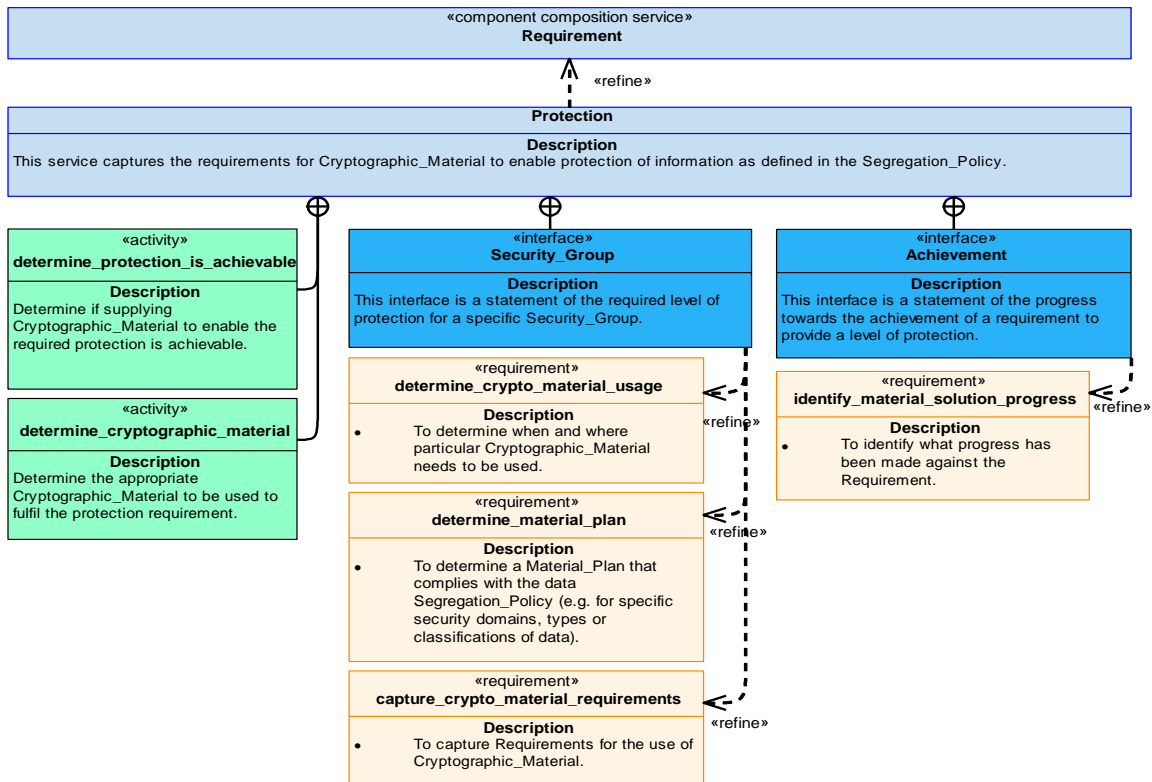 «component composition service»
Requirement
«refine»
Protection
Description
This service captures the requirements for Cryptographic_Material to enable protection of information as defined in the Segregation_Policy.
«activity»
determine_protection_is_achievable
Description
Determine if supplying
Cryptographic_Material to enable the
required protection is achievable.
«activity»
determine_cryptographic_material
Description
Determine the appropriate
Cryptographic_Material to be used to
fulfil the protection requirement.
«interface»
Security_Group
Description
This interface is a statement of the required level of
protection for a specific Security_Group.
«requirement»
determine_crypto_material_usage
Description
• To determine when and where
particular Cryptographic_Material
needs to be used.
«refine»
«requirement»
determine_material_plan
Description
• To determine a Material_Plan that
complies with the data
Segregation_Policy (e.g. for specific
security domains, types or
classifications of data).
«refine»
«requirement»
capture_crypto_material_requirements
Description
• To capture Requirements for the use of
Cryptographic_Material.
«refine»
«interface»
Achievement
Description
This interface is a statement of the progress
towards the achievement of a requirement to
provide a level of protection.
«requirement»
identify_material_solution_progress
Description
• To identify what progress has
been made against the
Requirement.
«refine»